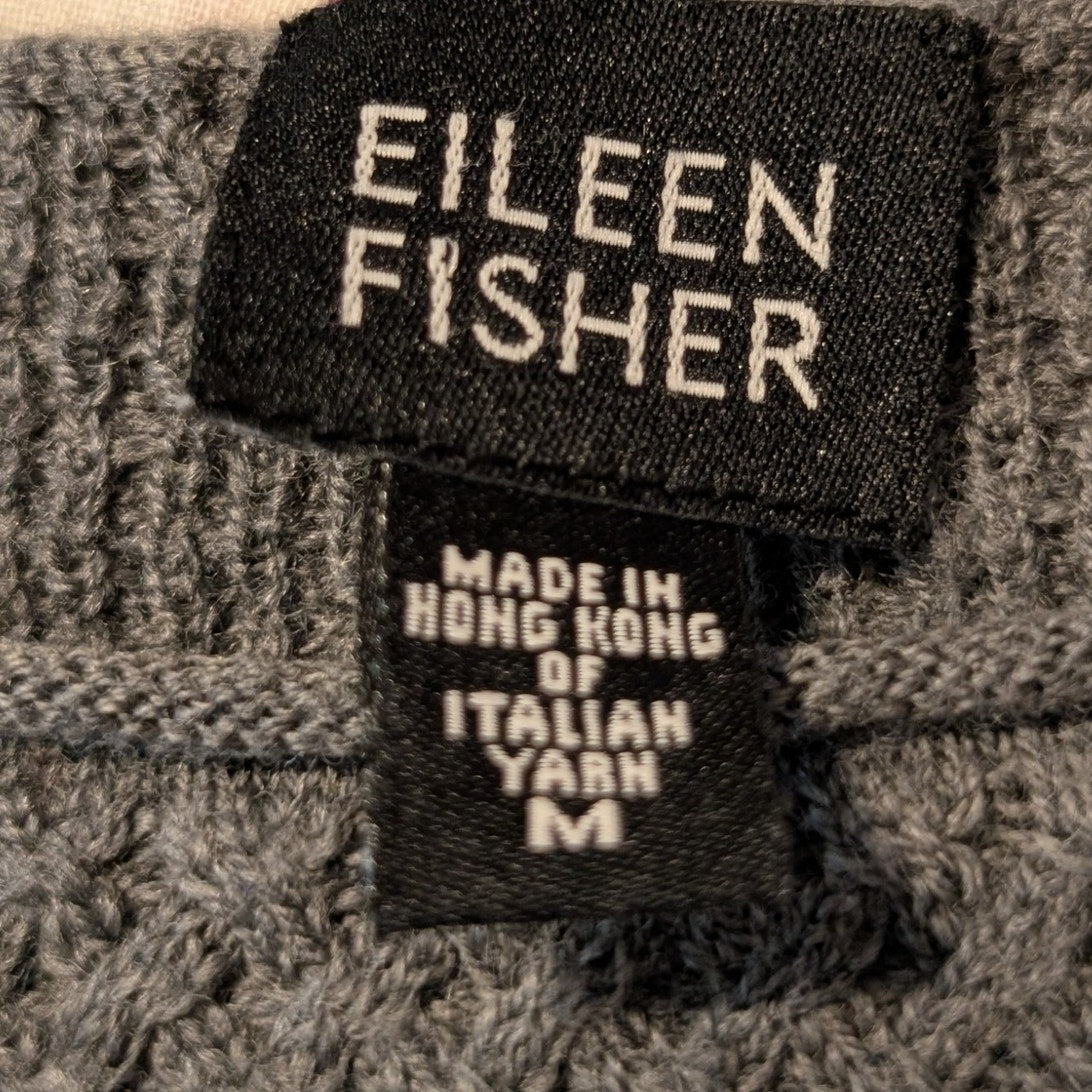 EILEEN
FISHER
MADE IN
HONG KONG
OF
ITALIAN
YARN
M